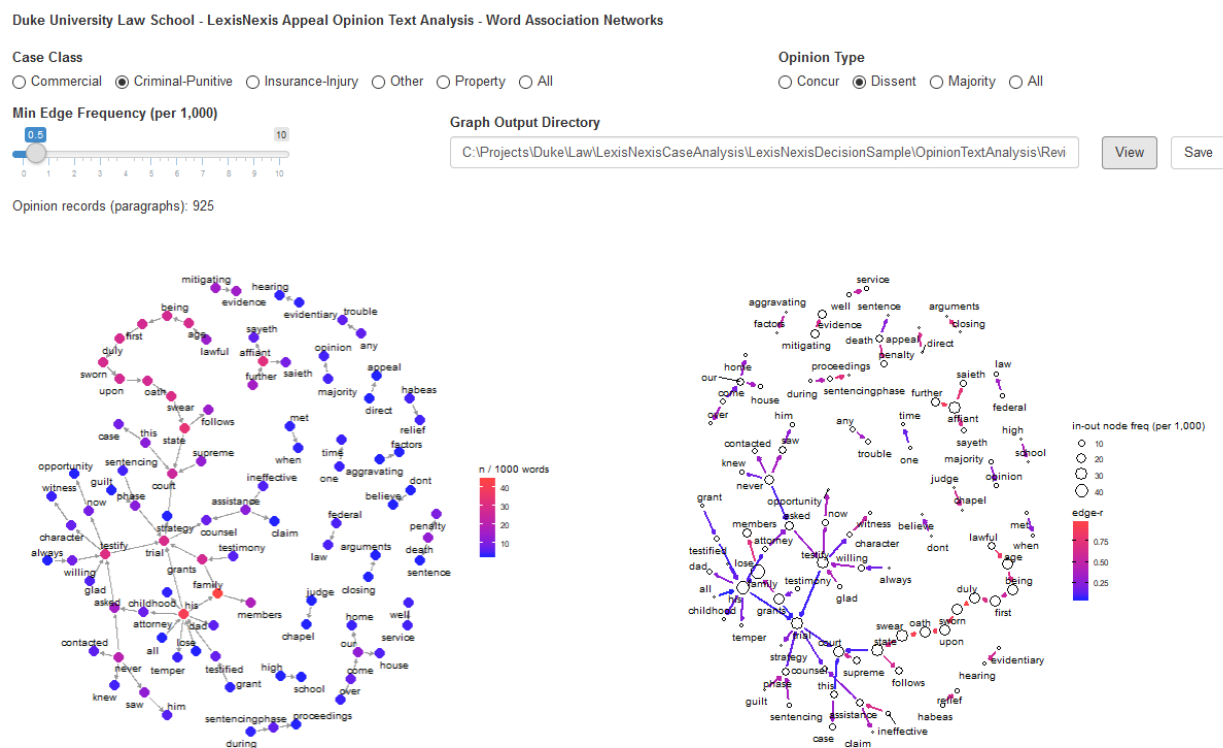 Duke University Law School - LexisNexis Appeal Opinion Text Analysis - Word Association Networks
Case Class
Opinion Type
Commercial Criminal-Punitive Insurance-Injury Other Property All
Concur Dissent Majority All
Min Edge Frequency (per 1,000)
0.5 10
0 1 2 3 4 5 6 7 8 9 10
Graph Output Directory
C:\Projects\Duke\Law\LexisNexisCaseAnalysis\LexisNexisDecisionSample\OpinionTextAnalysis\Revi
View
Save
Opinion records (paragraphs): 925
mitigating
hearing
evidence
being
evidentiary
trouble
first
age
sayeth
any
lawful
opinion
duly
affiant
appeal
sworn
further
saieth
majority
habeas
upon
oath
direct
swear
met
relief
follows
this
state
time
factors
case
when
sentencing
supreme
aggravating
dont
opportunity
court
ineffective
one
guilt
believe
witness
phase
assistance
now
federal
penalty
strategy
counsel
claim
character
law
testify
trial
arguments
death
always
testimony
sentence
willing
grants
closing
glad
family
judge
asked
childhood
his
well
members
attorney
dad
chapel
home
service
contacted
all
lose
our
never
temper
high
house
testified
come
knew
school
over
saw
grant
him
sentencingphase
proceedings
during
n / 1000 words
40
30
20
10
service
aggravating
well
sentence
arguments
factors
evidence
closing
death
appeal
mitigating
direct
home
penalty
proceedings
our
saieth
law
come
during
sentencingphase
further
house
over
him
affiant
federal
any
time
contacted
saw
sayeth
high
trouble
knew
one
majority
school
never
judge
opinion
grant
opportunity
members
asked
now
chapel
met
attorney
witness
believe
lawful
testified
when
character
lose
testify
willing
dont
age
dad
family
testimony
always
being
all
his
grants
glad
duly
childhood
first
temper
trial
swear
oath
sworn
court
state
upon
strategy
evidentiary
counsel
supreme
phase
this
follows
hearing
guilt
relief
sentencing
assistance
habeas
case
ineffective
claim
in-out node freq (per 1,000)
10
20
30
40
edge-r
0.75
0.50
0.25